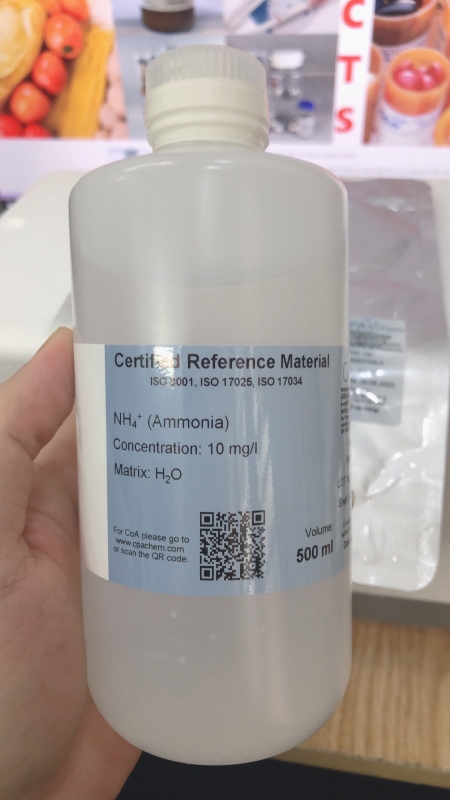 C
T
S
Certified Reference Material
ISO 9001, ISO 17025, ISO 17034
NH₄⁺ (Ammonia)
Concentration: 10 mg/l
Matrix: H₂O
For CoA please go to
www.cpachem.com
or scan the QR code.
Volume
500 ml